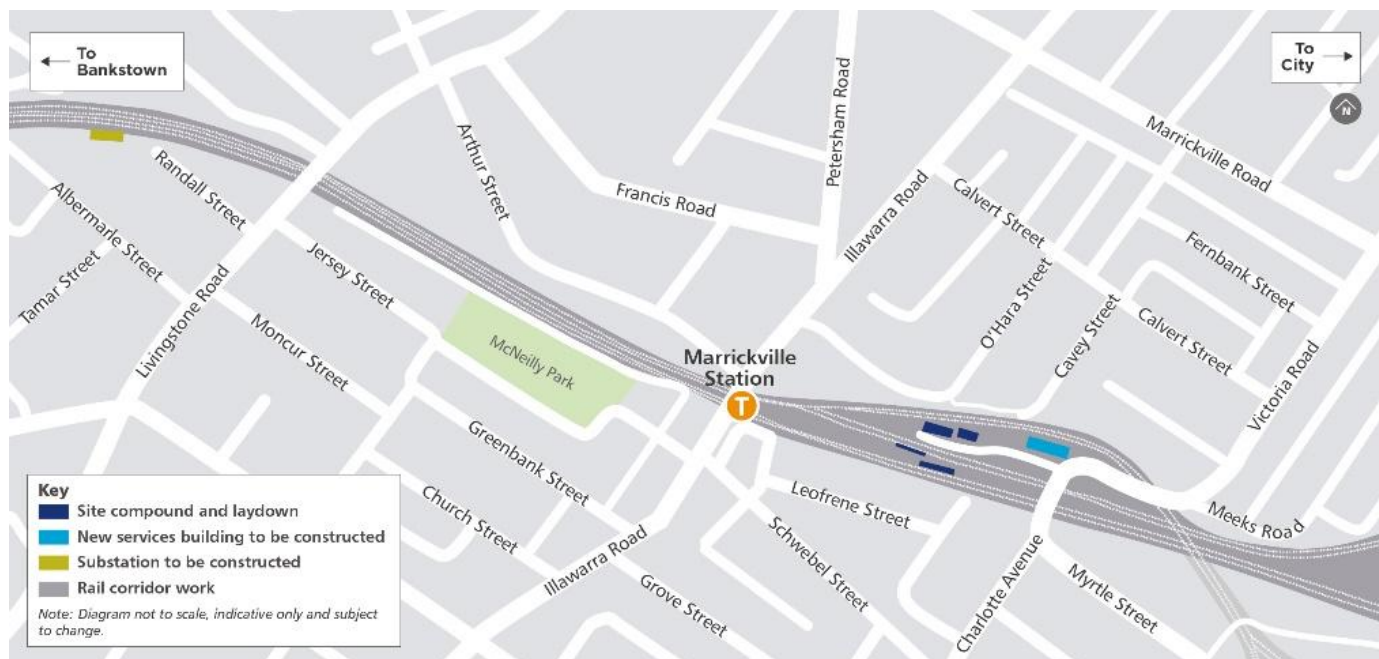 To
Bankstown
To
City
N
Marrickville Road
Petersham Road
Arthur Street
Randall Street
Francis Road
Illawarra Road
Calvert Street
Albermarle Street
Fernbank Street
Tamar Street
Jersey Street
O'Hara Street
Livingstone Road
Moncur Street
McNeilly Park
Marrickville
Station
T
Cavey Street
Calvert Street
Victoria Road
Greenbank Street
Church Street
Leofrene Street
Meeks Road
Illawarra Road
Schwebel Street
Grove Street
Charlotte Avenue
Myrtle Street
Key
Site compound and laydown
New services building to be constructed
Substation to be constructed
Rail corridor work
Note: Diagram not to scale, indicative only and subject
to change.